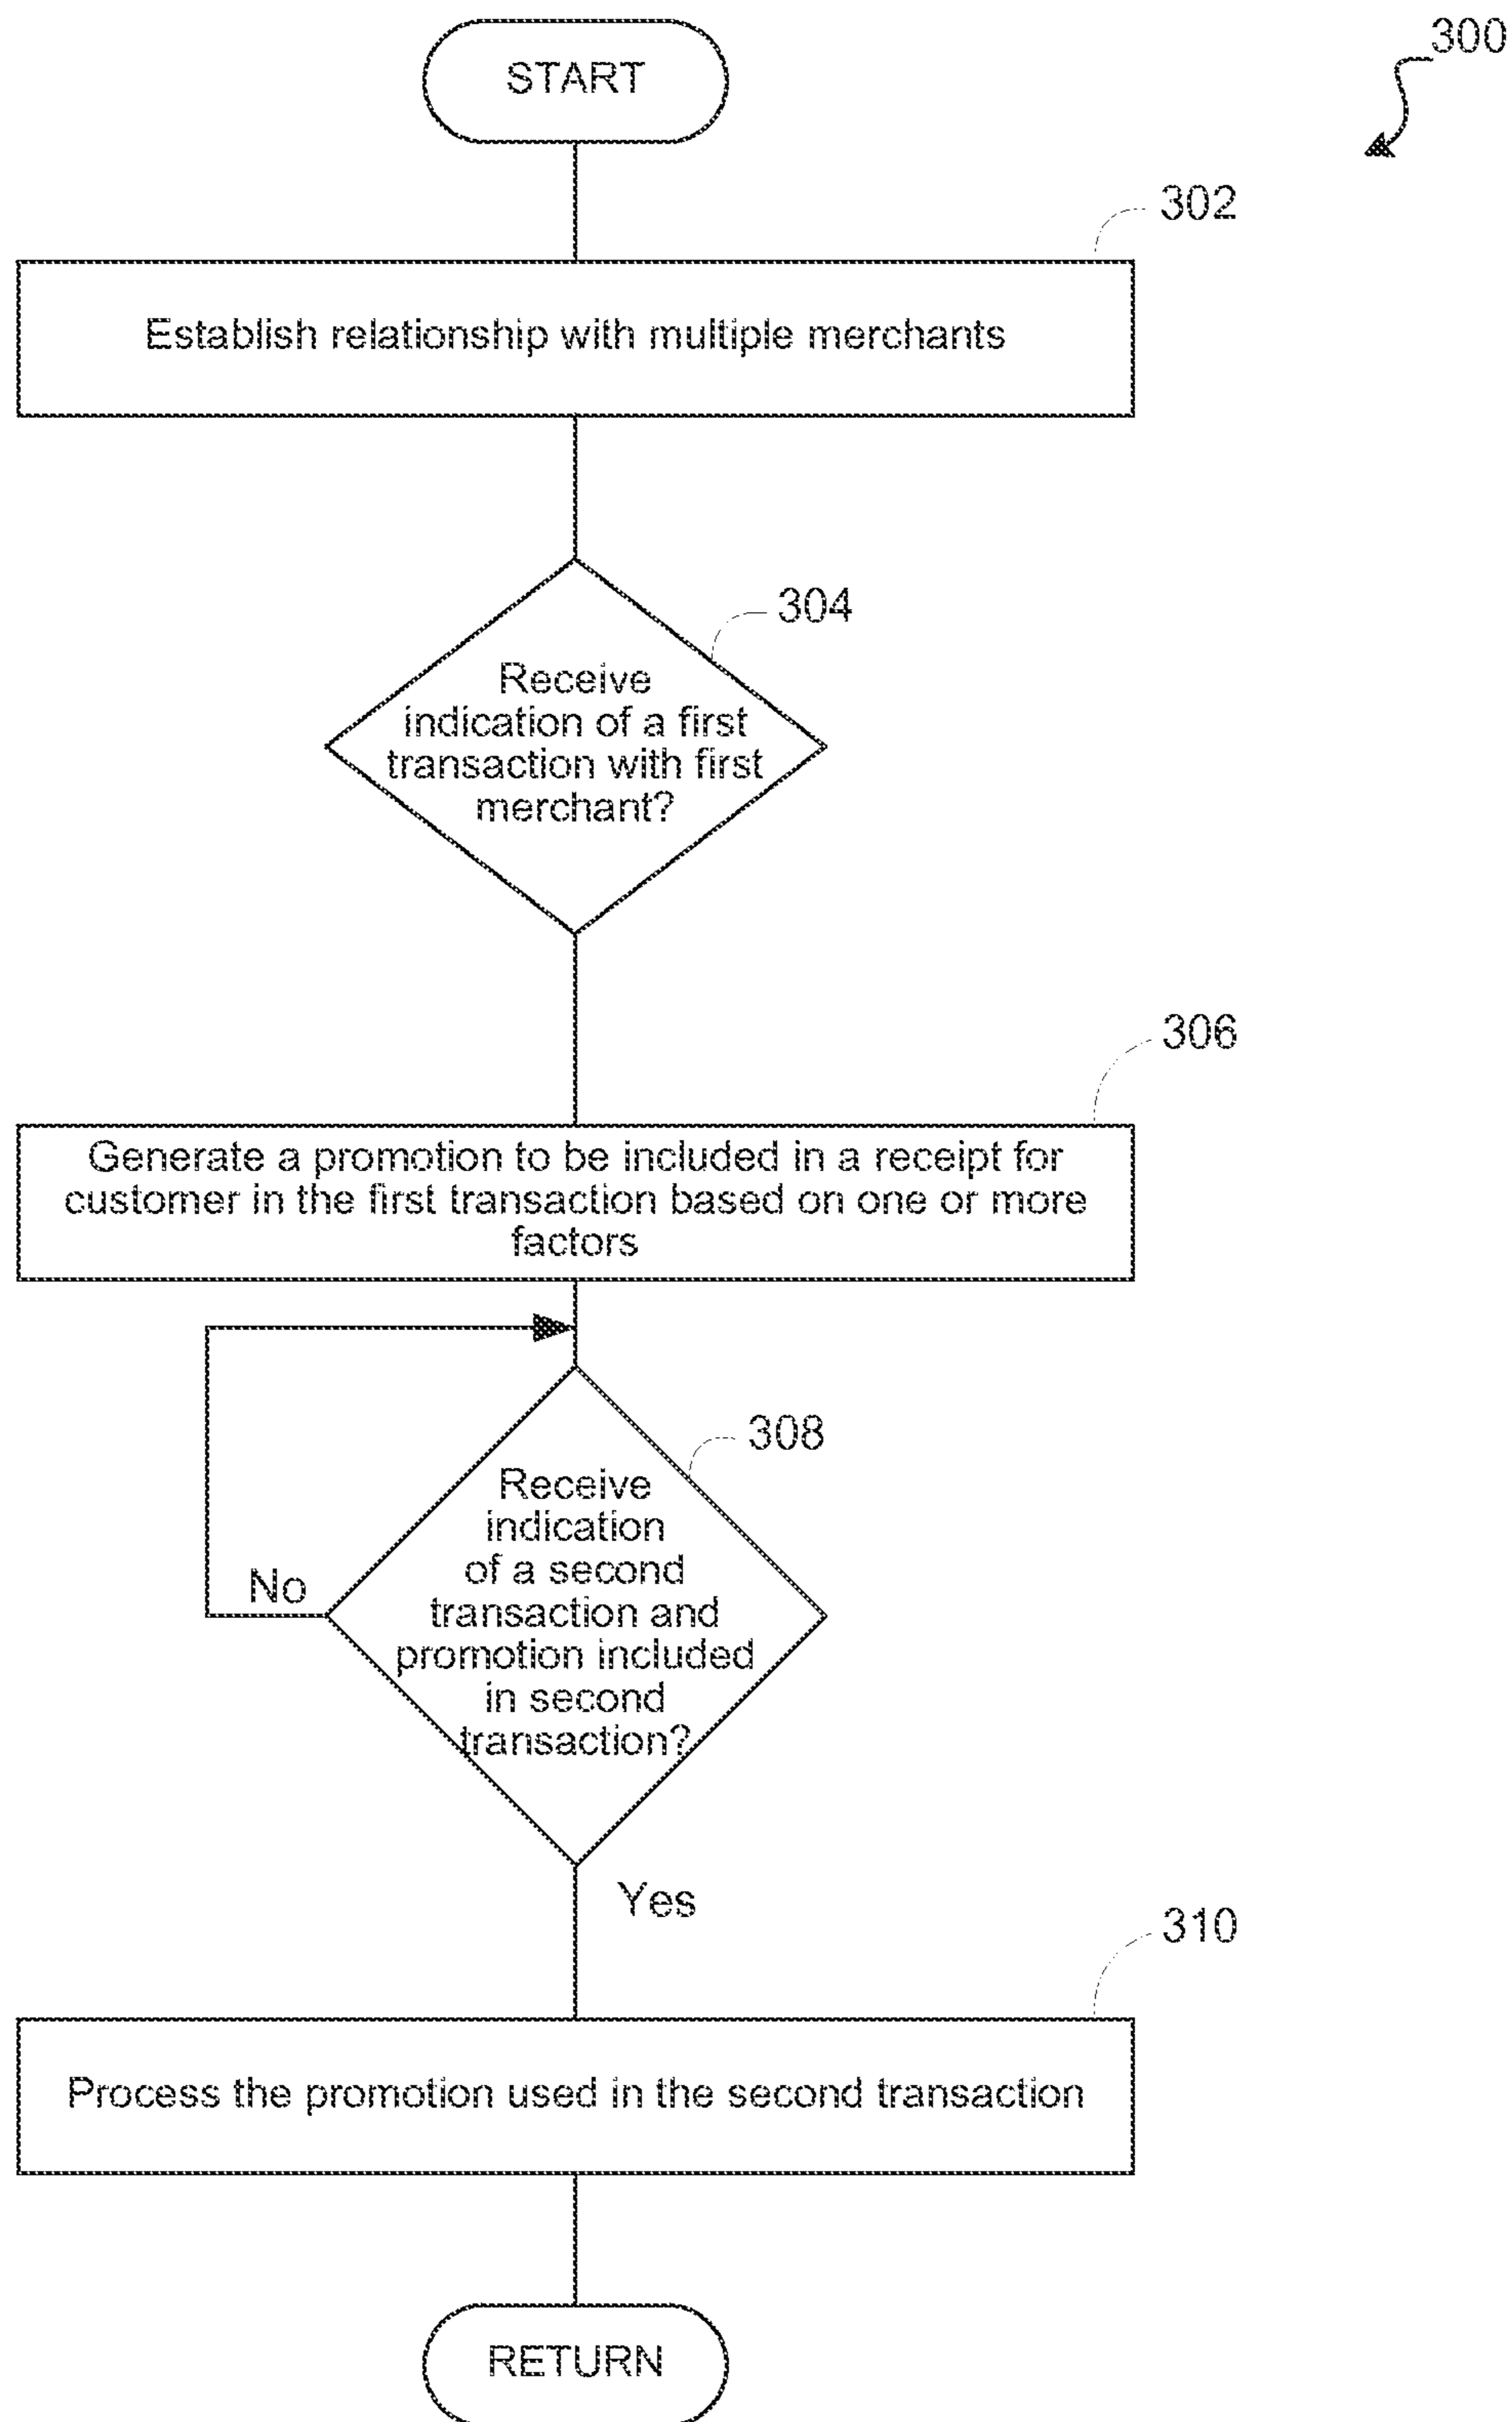 START
300
302
Establish relationship with multiple merchants
304
Receive
indication of a first
transaction with first
merchant?
306
Generate a promotion to be included in a receipt for
customer in the first transaction based on one or more
factors
308
Receive
indication
of a second
transaction and
promotion included
in second
transaction?
No
Yes
310
Process the promotion used in the second transaction
RETURN